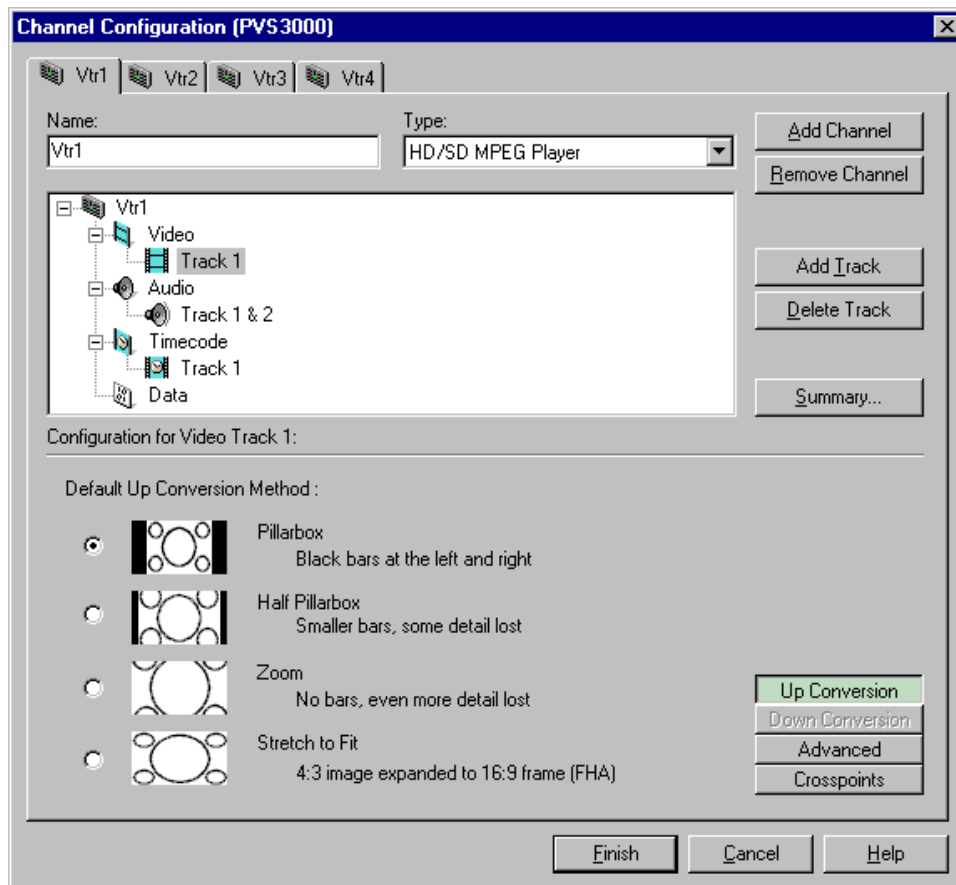 Channel Configuration (PVS3000)
Vtr1 Vtr2 Vtr3 Vtr4
Name: Type:
Vtr1 HD/SD MPEG Player
Add Channel
Remove Channel
Vtr1
Video
Track 1
Audio
Track 1 & 2
Timecode
Track 1
Data
Add Track
Delete Track
Summary...
Configuration for Video Track 1:
Default Up Conversion Method :
Pillarbox
Black bars at the left and right
Half Pillarbox
Smaller bars, some detail lost
Zoom
No bars, even more detail lost
Stretch to Fit
4:3 image expanded to 16:9 frame (FHA)
Up Conversion
Down Conversion
Advanced
Crosspoints
Finish Cancel Help